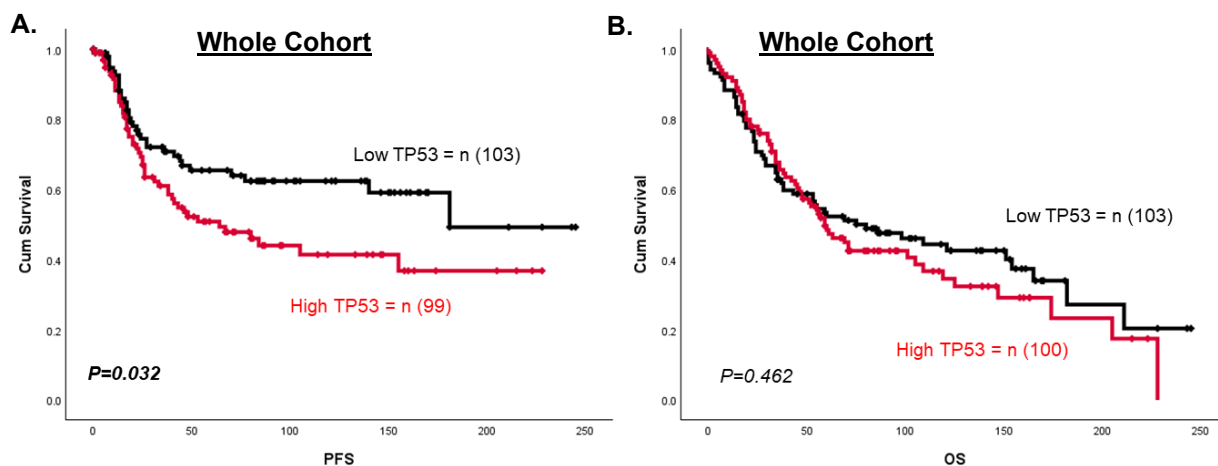 A.
Whole Cohort
Cum Survival
1.0
0.8
0.6
0.4
0.2
0.0
Low TP53 = n (103)
High TP53 = n (99)
P=0.032
0 50 100 150 200 250
PFS
B.
Whole Cohort
Cum Survival
1.0
0.8
0.6
0.4
0.2
0.0
Low TP53 = n (103)
High TP53 = n (100)
P=0.462
0 50 100 150 200 250
OS